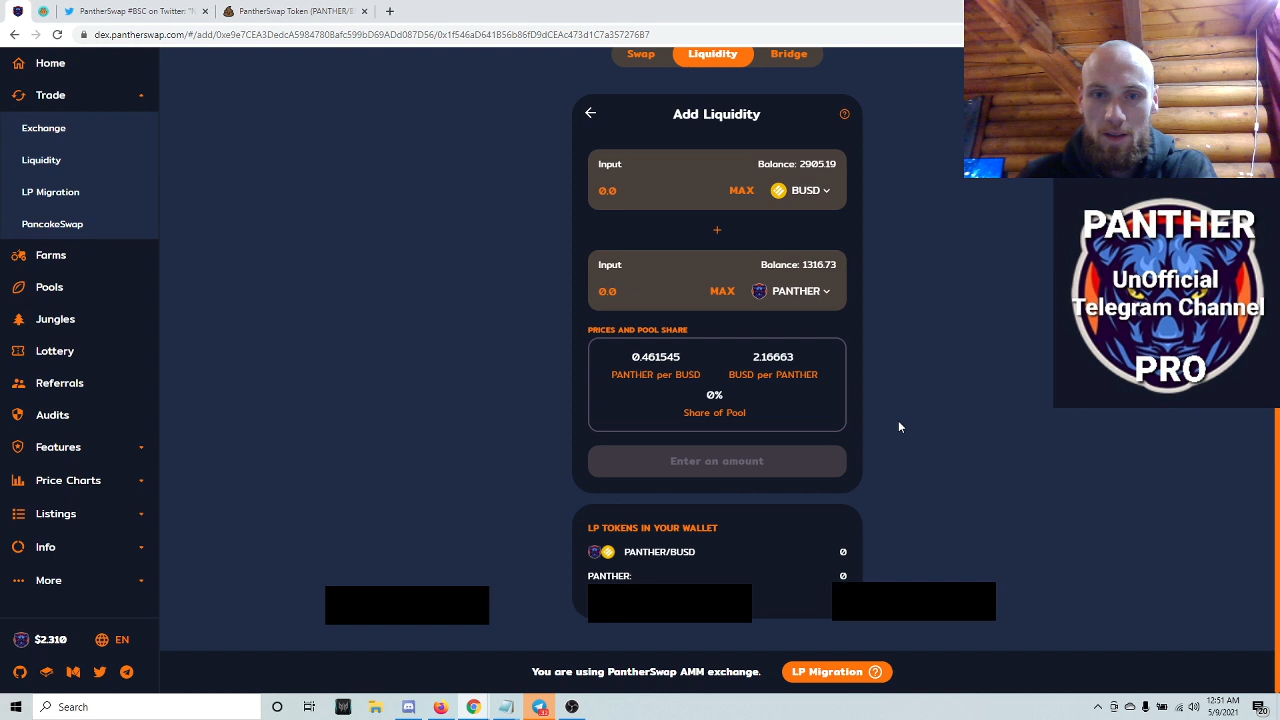 PantherSwap #BSC on Twitter: "N
PantherSwap Token (PANTHER/B
dex.pantherswap.com/#/add/0xe9e7CEA3DedcA5984780Bafc599bD69ADd087D56/0x1f546aD641B56b86fD9dCEAc473d1C7a357276B7
Home
Trade
Exchange
Liquidity
LP Migration
PancakeSwap
Farms
Pools
Jungles
Lottery
Referrals
Audits
Features
Price Charts
Listings
Info
More
$2.310
EN
Swap
Liquidity
Bridge
Add Liquidity
Input
Balance: 2905.19
0.0
MAX
BUSD
+
Input
Balance: 1316.73
0.0
MAX
PANTHER
PRICES AND POOL SHARE
0.461545
2.16663
PANTHER per BUSD
BUSD per PANTHER
0%
Share of Pool
Enter an amount
LP TOKENS IN YOUR WALLET
PANTHER/BUSD
0
PANTHER:
0
You are using PantherSwap AMM exchange.
LP Migration
PANTHER
UnOfficial
Telegram Channel
PRO
Search
12:51 AM
5/9/2021